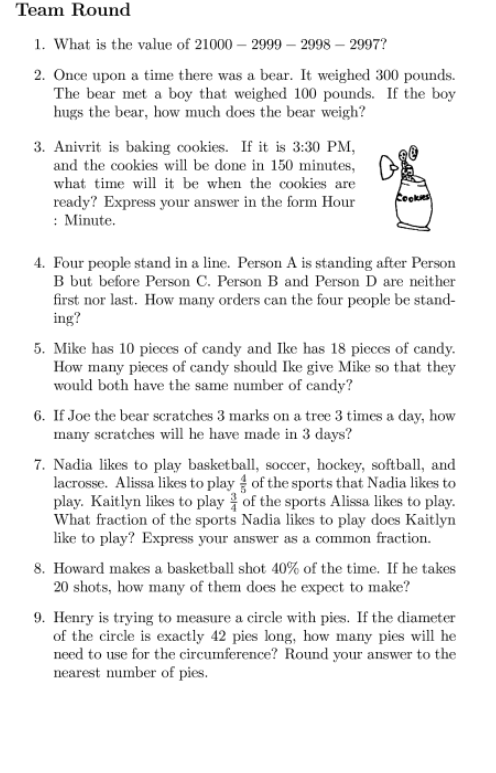 Team Round
1. What is the value of 21000 − 2999 − 2998 − 2997?
2. Once upon a time there was a bear. It weighed 300 pounds.
The bear met a boy that weighed 100 pounds. If the boy
hugs the bear, how much does the bear weigh?
3. Anivrit is baking cookies. If it is 3:30 PM,
and the cookies will be done in 150 minutes,
what time will it be when the cookies are
ready? Express your answer in the form Hour
: Minute.
Cookies
4. Four people stand in a line. Person A is standing after Person
B but before Person C. Person B and Person D are neither
first nor last. How many orders can the four people be stand-
ing?
5. Mike has 10 pieces of candy and Ike has 18 pieces of candy.
How many pieces of candy should Ike give Mike so that they
would both have the same number of candy?
6. If Joe the bear scratches 3 marks on a tree 3 times a day, how
many scratches will he have made in 3 days?
7. Nadia likes to play basketball, soccer, hockey, softball, and
lacrosse. Alissa likes to play 4/5 of the sports that Nadia likes to
play. Kaitlyn likes to play 3/4 of the sports Alissa likes to play.
What fraction of the sports Nadia likes to play does Kaitlyn
like to play? Express your answer as a common fraction.
8. Howard makes a basketball shot 40% of the time. If he takes
20 shots, how many of them does he expect to make?
9. Henry is trying to measure a circle with pies. If the diameter
of the circle is exactly 42 pies long, how many pies will he
need to use for the circumference? Round your answer to the
nearest number of pies.